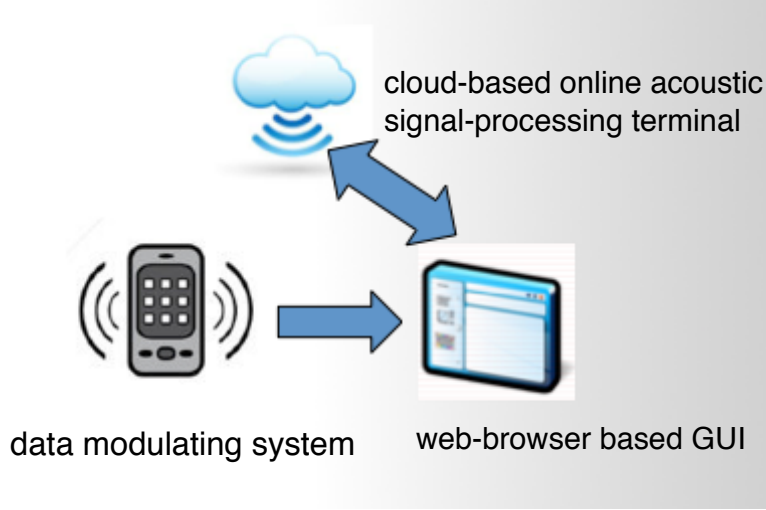 cloud-based online acoustic
signal-processing terminal
data modulating system
web-browser based GUI